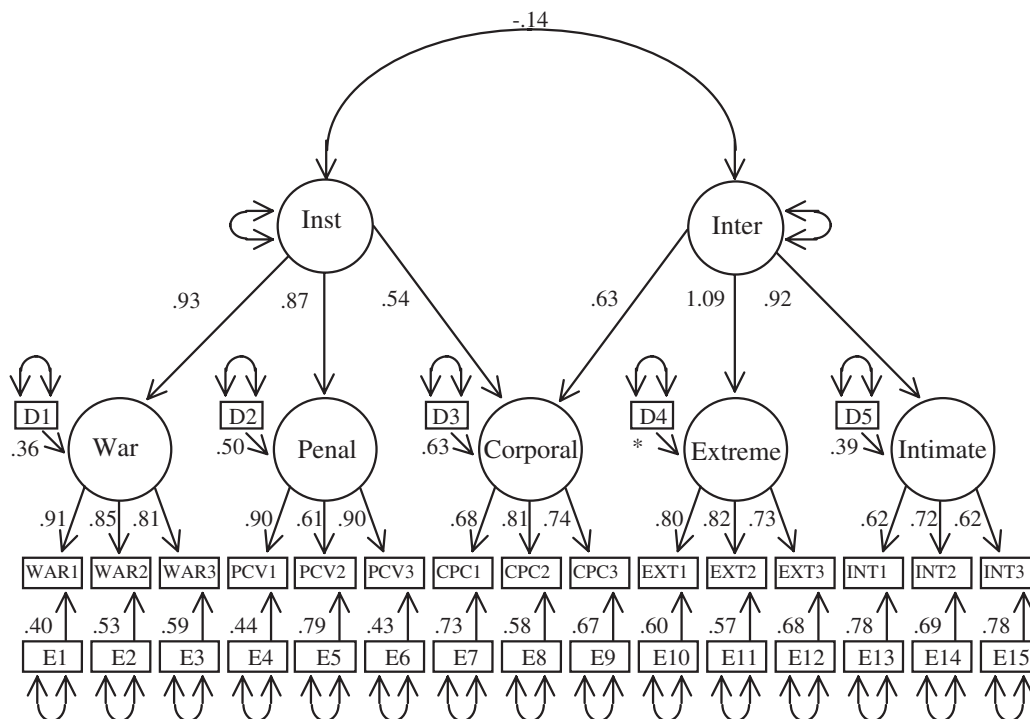 -.14
Inst Inter
.93 .87 .54 .63 1.09 .92
D1 D2 D3 D4 D5
.36 .50 .63 * .39
War Penal Corporal Extreme Intimate
.91 .85 .81 .90 .61 .90 .68 .81 .74 .80 .82 .73 .62 .72 .62
WAR1 WAR2 WAR3 PCV1 PCV2 PCV3 CPC1 CPC2 CPC3 EXT1 EXT2 EXT3 INT1 INT2 INT3
.40 .53 .59 .44 .79 .43 .73 .58 .67 .60 .57 .68 .78 .69 .78
E1 E2 E3 E4 E5 E6 E7 E8 E9 E10 E11 E12 E13 E14 E15